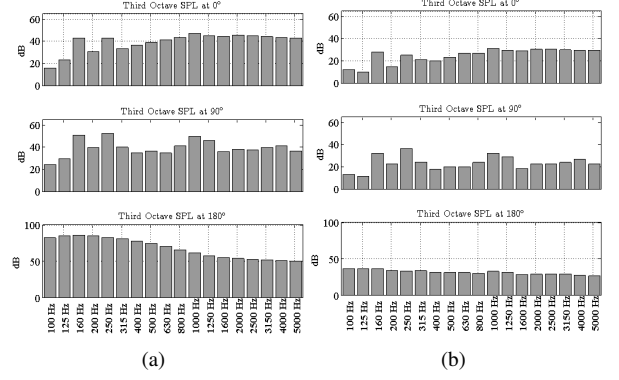 Third Octave SPL at 0°
60
40
20
0
dB
Third Octave SPL at 90°
60
40
20
0
dB
Third Octave SPL at 180°
100
50
0
dB
100 Hz
125 Hz
160 Hz
200 Hz
250 Hz
315 Hz
400 Hz
500 Hz
630 Hz
800 Hz
1000 Hz
1250 Hz
1600 Hz
2000 Hz
2500 Hz
3150 Hz
4000 Hz
5000 Hz
(a)
Third Octave SPL at 0°
60
40
20
0
dB
Third Octave SPL at 90°
60
40
20
0
dB
Third Octave SPL at 180°
100
50
0
dB
100 Hz
125 Hz
160 Hz
200 Hz
250 Hz
315 Hz
400 Hz
500 Hz
630 Hz
800 Hz
1000 Hz
1250 Hz
1600 Hz
2000 Hz
2500 Hz
3150 Hz
4000 Hz
5000 Hz
(b)